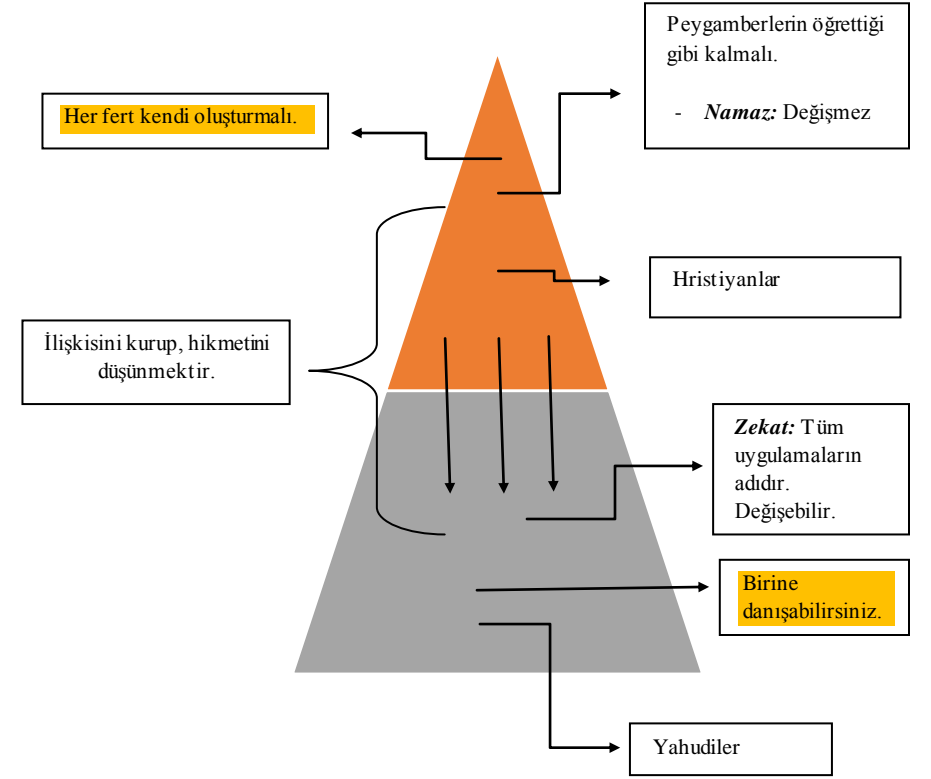 Peygamberlerin öğrettiği
gibi kalmalı.
- Namaz: Değişmez
Her fert kendi oluşturmalı.
Hristiyanlar
İlişkisini kurup, hikmetini
düşünmektir.
Zekat: Tüm
uygulamaların
adıdır.
Değişebilir.
Birine
danışabilirsiniz.
Yahudiler